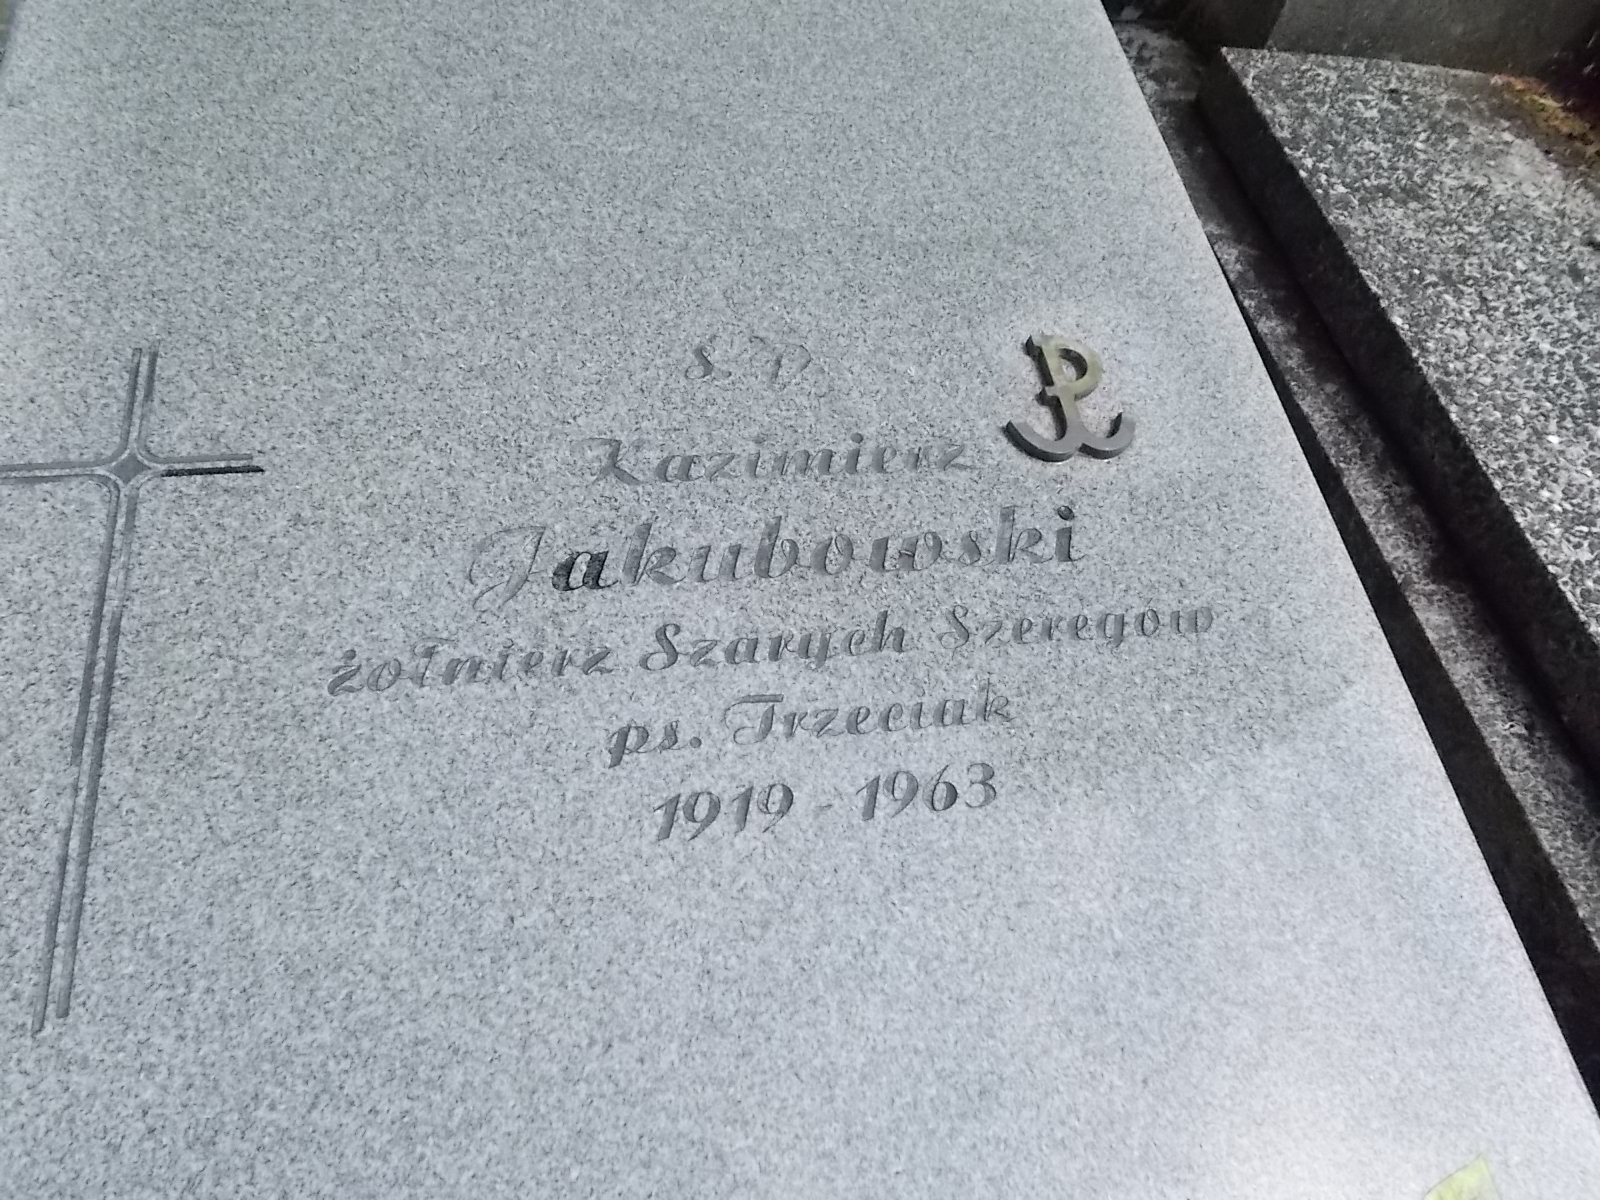 Ś. P.
Kazimierz
Jakubowski
żołnierz Szarych Szeregów
ps. Trzeciak
1919 - 1963